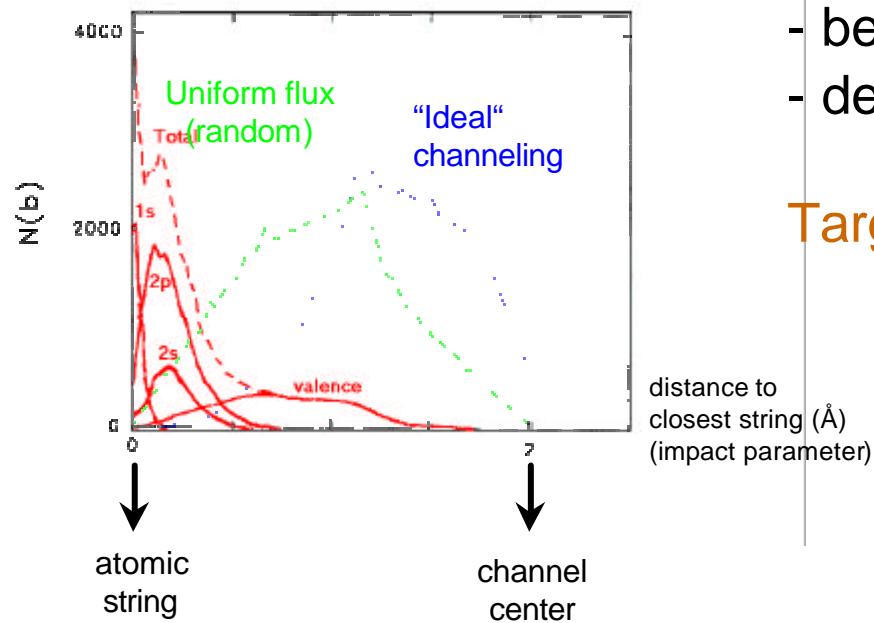 4000
Uniform flux
(random)
"Ideal"
channeling
Total
N(b)
1s
2000
2p
2s
valence
0
0
2
distance to
closest string (Å)
(impact parameter)
atomic
string
channel
center
- be
- de
Targ